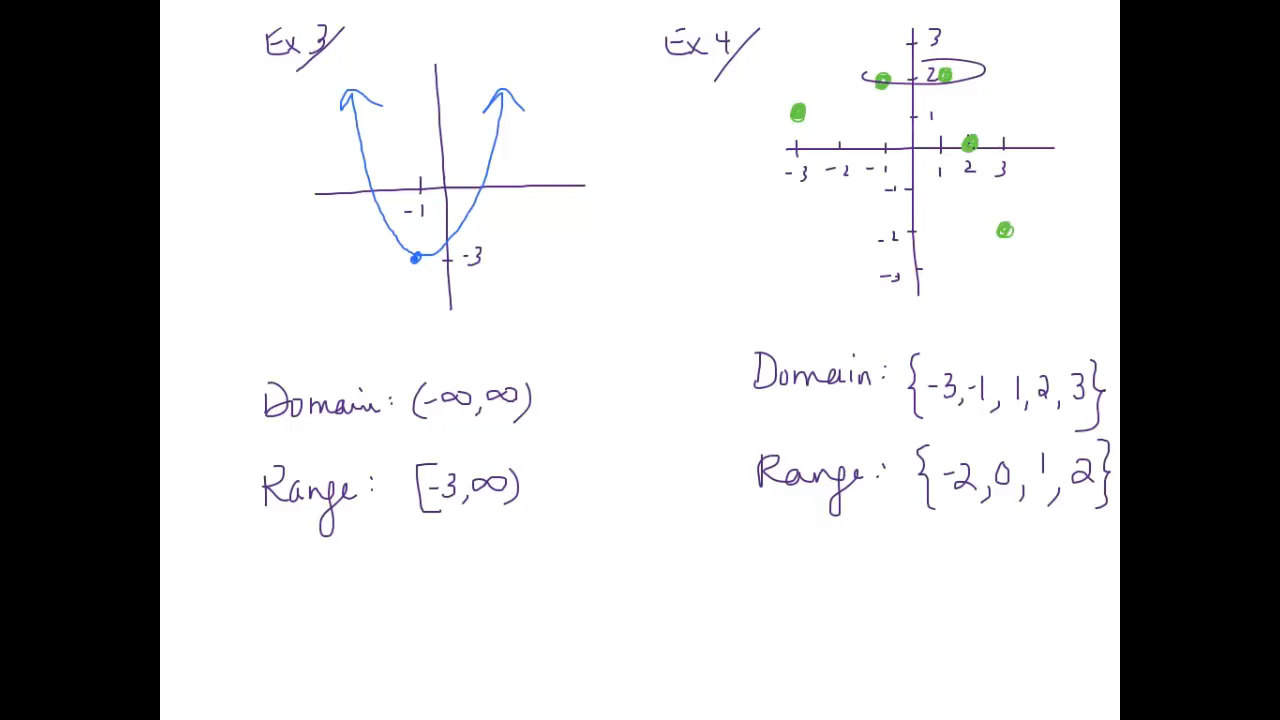 Ex 3/
-1
-3
Domain: (-∞,∞)
Range: [-3,∞)
Ex 4/
3
2
1
-3 -2 -1 1 2 3
-1
-2
-3
Domain: {-3,-1, 1, 2, 3}
Range: {-2, 0, 1, 2}